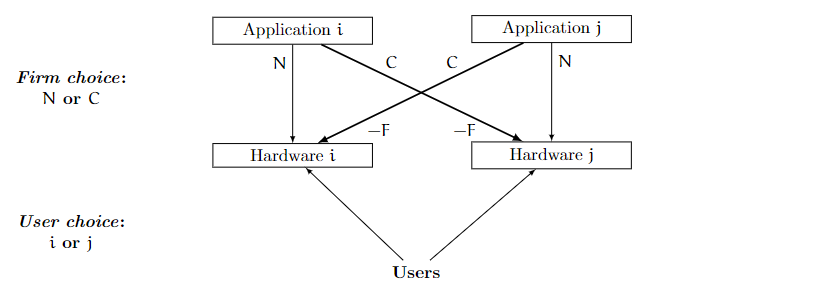 Application i
Application j
N
C
C
N
Firm choice:
N or C
−F
−F
Hardware i
Hardware j
User choice:
i or j
Users